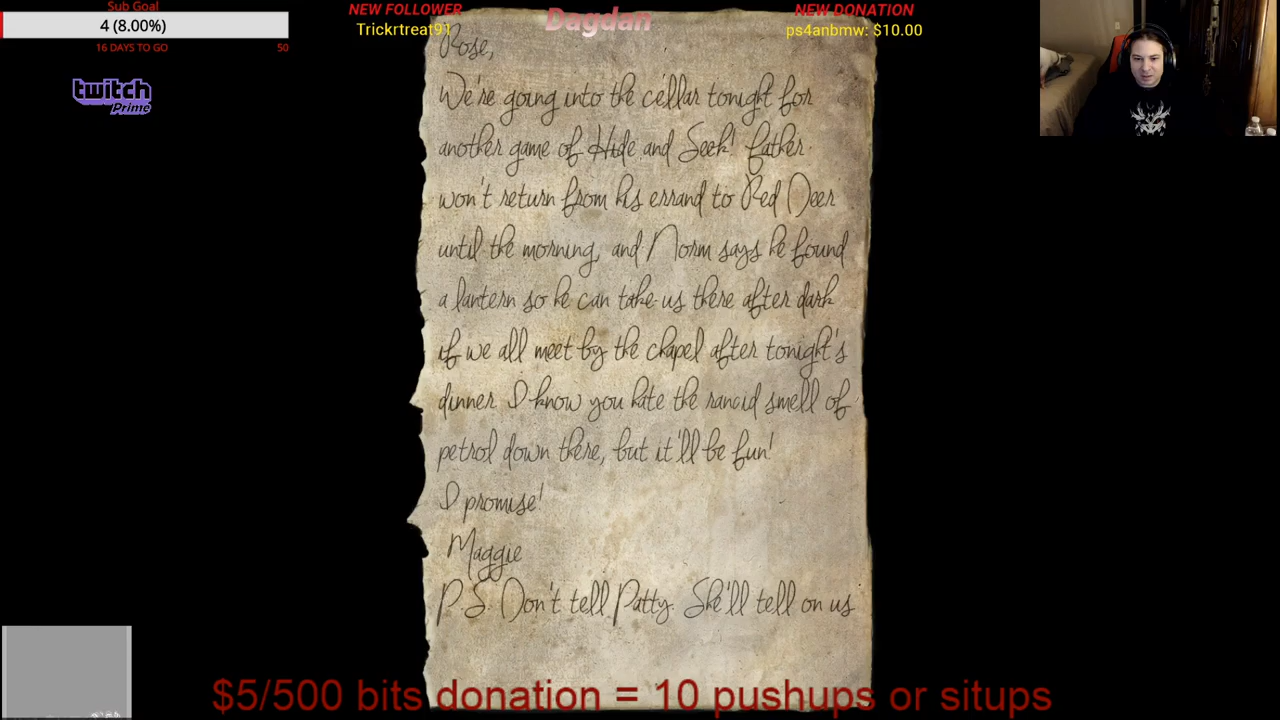 Sub Goal
4 (8.00%)
16 DAYS TO GO
50
twitch
Prime
NEW FOLLOWER
Trickrtreat91
Dagdan
NEW DONATION
ps4anbmw: $10.00
Rose,
We're going into the cellar tonight for
another game of Hide and Seek! Father
won't return from his errand to Red Deer
until the morning, and Norm says he found
a lantern so he can take us there after dark
if we all meet by the chapel after tonight's
dinner. I know you hate the rancid smell of
petrol down there, but it'll be fun!
I promise!
Maggie
P.S. Don't tell Patty. She'll tell on us
$5/500 bits donation = 10 pushups or situps